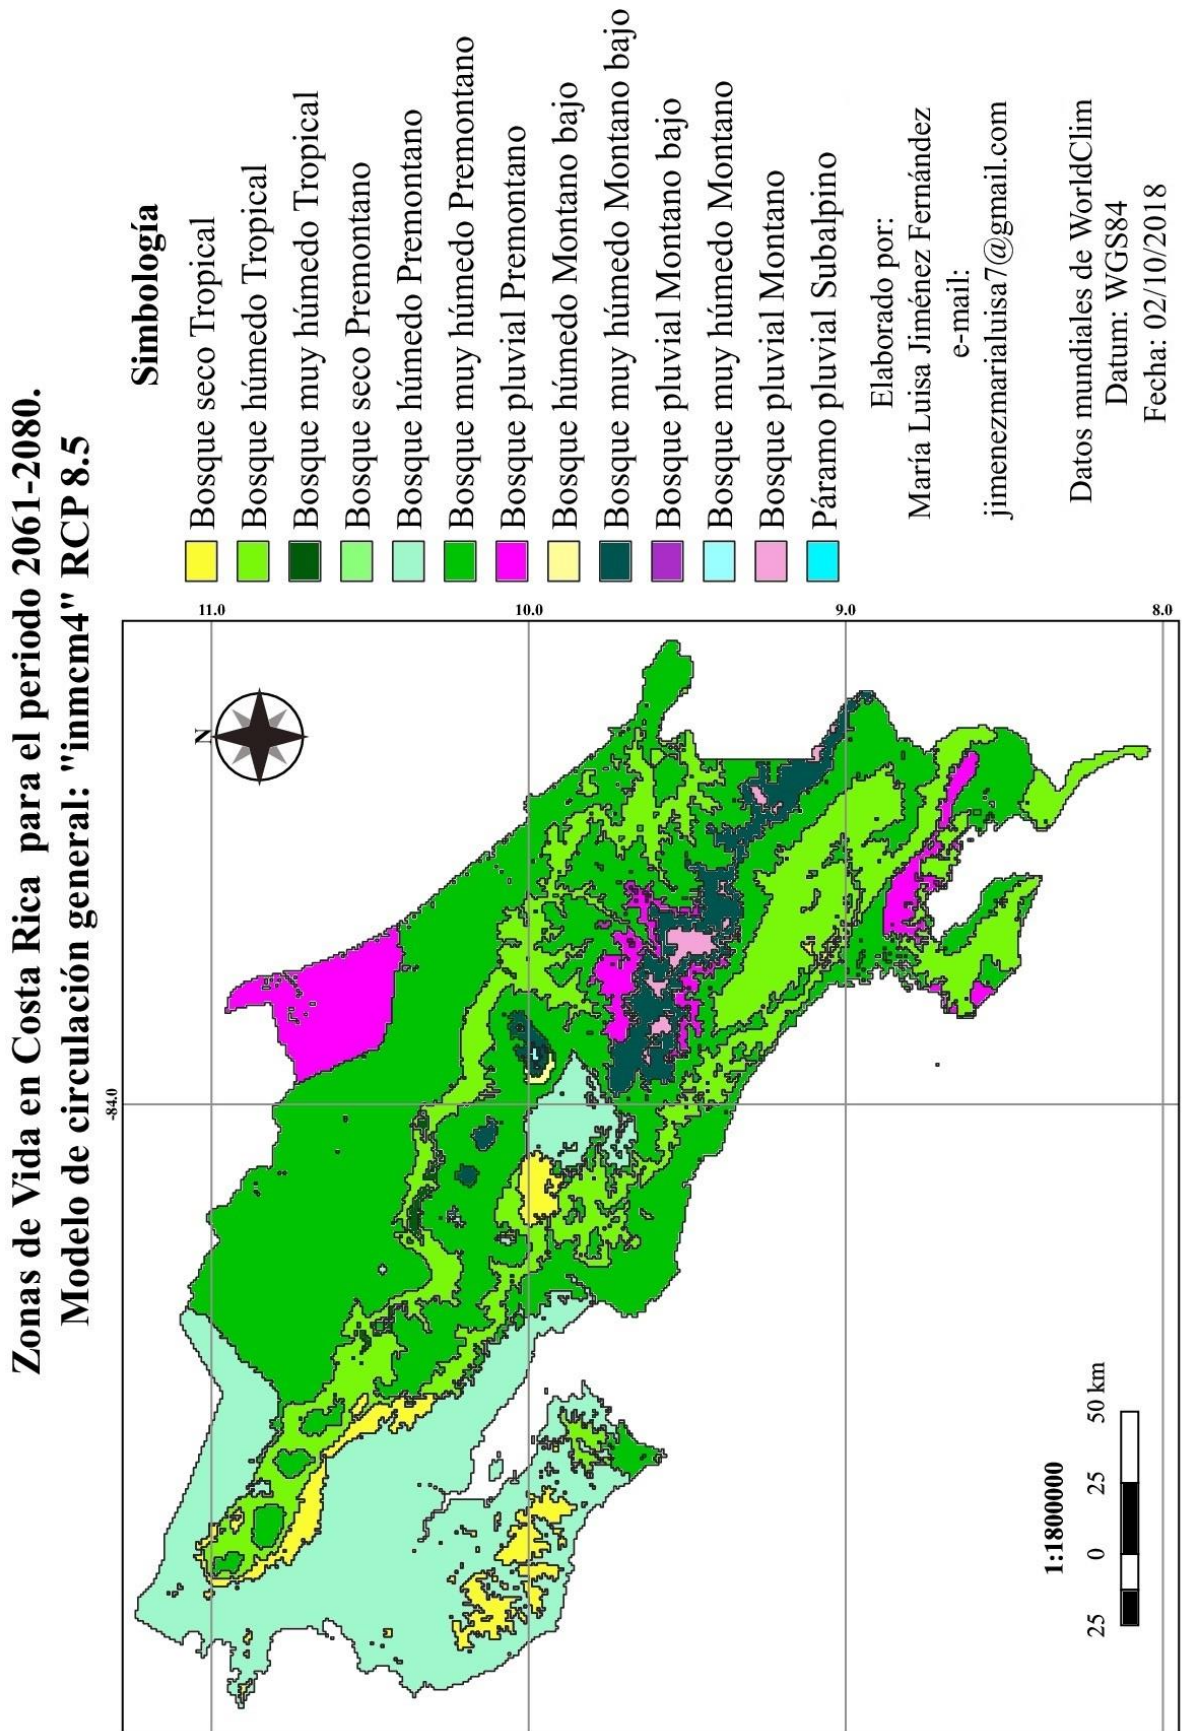 Zonas de Vida en Costa Rica para el periodo 2061-2080.
Modelo de circulación general: "inmcm4" RCP 8.5
-84.0
N
11.0
10.0
9.0
8.0
Simbología
Bosque seco Tropical
Bosque húmedo Tropical
Bosque muy húmedo Tropical
Bosque seco Premontano
Bosque húmedo Premontano
Bosque muy húmedo Premontano
Bosque pluvial Premontano
Bosque húmedo Montano bajo
Bosque muy húmedo Montano bajo
Bosque pluvial Montano bajo
Bosque muy húmedo Montano
Bosque pluvial Montano
Páramo pluvial Subalpino
Elaborado por:
María Luisa Jinénez Fernández
e-mail:
jimenezmarialuisa7@gmail.com
Datos mundiales de WorldClim
Datum: WGS84
Fecha: 02/10/2018
1:1800000
25 0 25 50 km